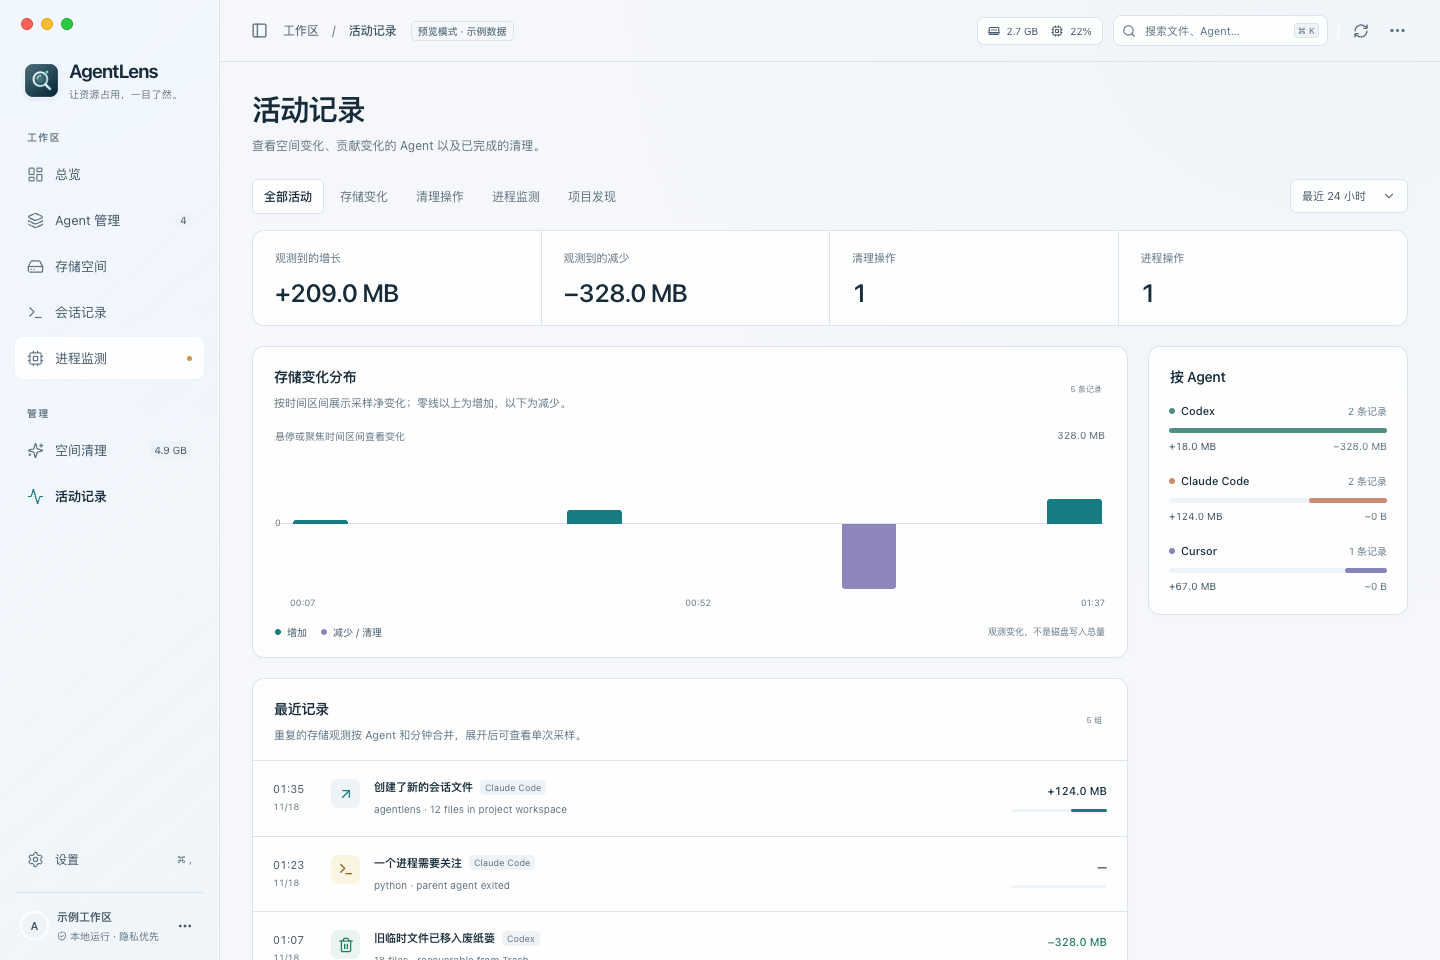 AgentLens
让资源占用，一目了然。
工作区
总览
Agent 管理 4
存储空间
会话记录
进程监测
管理
空间清理 4.9 GB
活动记录
设置 ⌘ ,
A
示例工作区
本地运行 · 隐私优先
工作区 / 活动记录 预览模式 · 示例数据
2.7 GB 22%
搜索文件、Agent... ⌘ K
活动记录
查看空间变化、贡献变化的 Agent 以及已完成的清理。
全部活动 存储变化 清理操作 进程监测 项目发现
最近 24 小时
观测到的增长
+209.0 MB
观测到的减少
−328.0 MB
清理操作
1
进程操作
1
存储变化分布
按时间区间展示采样净变化；零线以上为增加，以下为减少。
5 条记录
悬停或聚焦时间区间查看变化
328.0 MB
0
00:07 00:52 01:37
增加 减少 / 清理
观测变化，不是磁盘写入总量
按 Agent
Codex 2 条记录
+18.0 MB −328.0 MB
Claude Code 2 条记录
+124.0 MB −0 B
Cursor 1 条记录
+67.0 MB −0 B
最近记录
重复的存储观测按 Agent 和分钟合并，展开后可查看单次采样。
5 组
01:35
11/18
创建了新的会话文件 Claude Code
agentlens · 12 files in project workspace
+124.0 MB
01:23
11/18
一个进程需要关注 Claude Code
python · parent agent exited
—
01:07
11/18
旧临时文件已移入废纸篓 Codex
18 files · recoverable from Trash
−328.0 MB